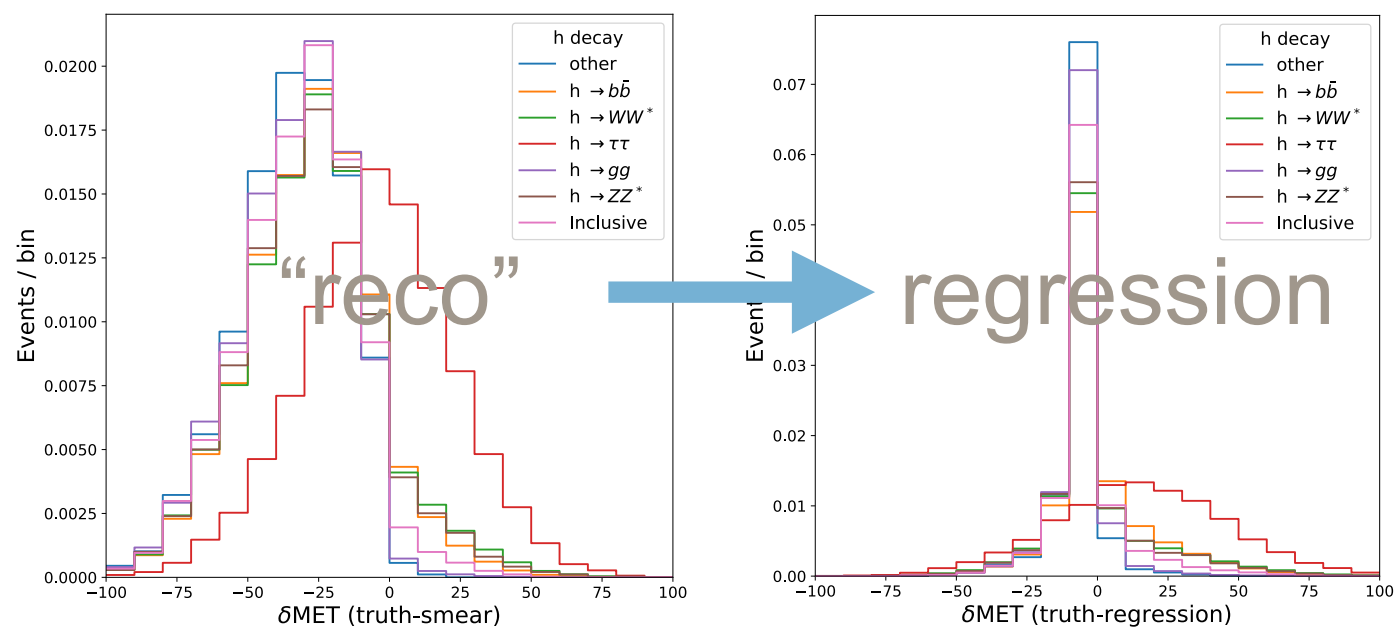 0.0200
0.0175
0.0150
0.0125
0.0100
0.0075
0.0050
0.0025
0.0000
Events / bin
−100 −75 −50 −25 0 25 50 75 100
δMET (truth-smear)
h decay
other
h →bb̄
h →WW*
h →ττ
h →gg
h →ZZ*
Inclusive
“reco”
0.07
0.06
0.05
0.03
0.02
0.01
0.00
Events / bin
−100 −75 −50 −25 0 25 50 75 100
δMET (truth-regression)
h decay
other
h →bb̄
h →WW*
h →ττ
h →gg
h →ZZ*
Inclusive
regression